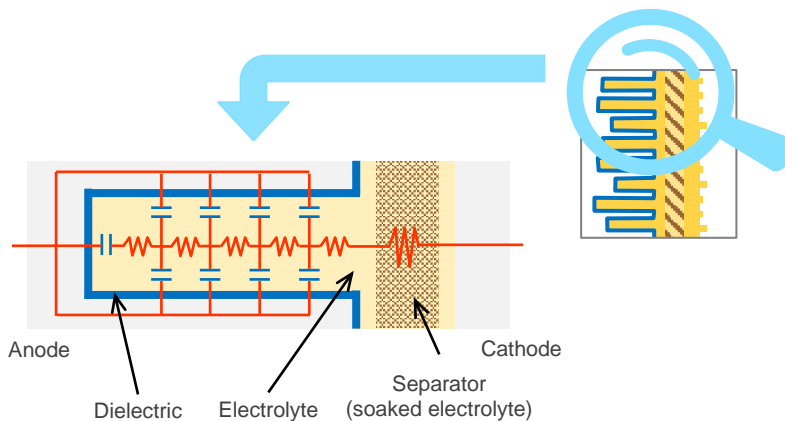 Anode
Cathode
Dielectric
Electrolyte
Separator
(soaked electrolyte)